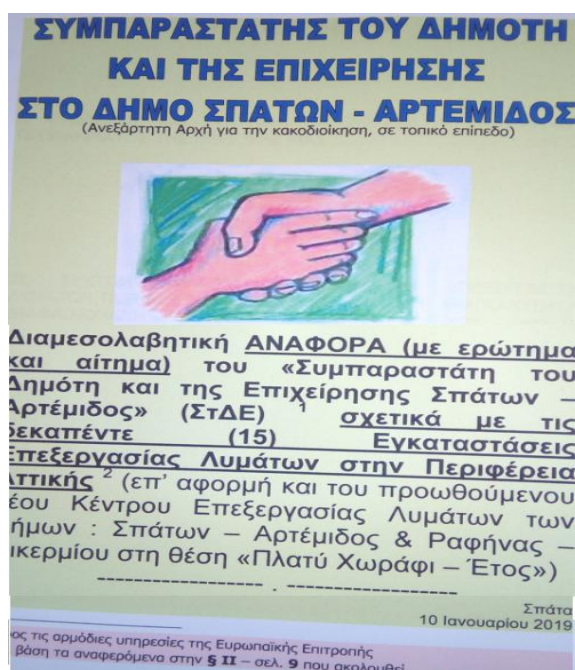 ΣΥΜΠΑΡΑΣΤΑΤΗΣ ΤΟΥ ΔΗΜΟΤΗ
ΚΑΙ ΤΗΣ ΕΠΙΧΕΙΡΗΣΗΣ
ΣΤΟ ΔΗΜΟ ΣΠΑΤΩΝ - ΑΡΤΕΜΙΔΟΣ
(Ανεξάρτητη Αρχή για την κακοδιοίκηση, σε τοπικό επίπεδο)
Διαμεσολαβητική ΑΝΑΦΟΡΑ (με ερώτημα
και αίτημα) του «Συμπαραστάτη του
Δημότη και της Επιχείρησης Σπάτων –
Αρτέμιδος» (ΣτΔΕ) 1 σχετικά με τις
δεκαπέντε (15) Εγκαταστάσεις
Επεξεργασίας Λυμάτων στην Περιφέρεια
Αττικής 2 (επ’ αφορμή και του προωθούμενου
έου Κέντρου Επεξεργασίας Λυμάτων των
ήμων : Σπάτων – Αρτέμιδος & Ραφήνας –
ικερμίου στη θέση «Πλατύ Χωράφι – Έτος»)
----------------- . -----------------
Σπάτα
10 Ιανουαρίου 2019
ος τις αρμόδιες υπηρεσίες της Ευρωπαϊκής Επιτροπής
βάση τα αναφερόμενα στην § ΙΙ – σελ. 9 που ακολουθεί